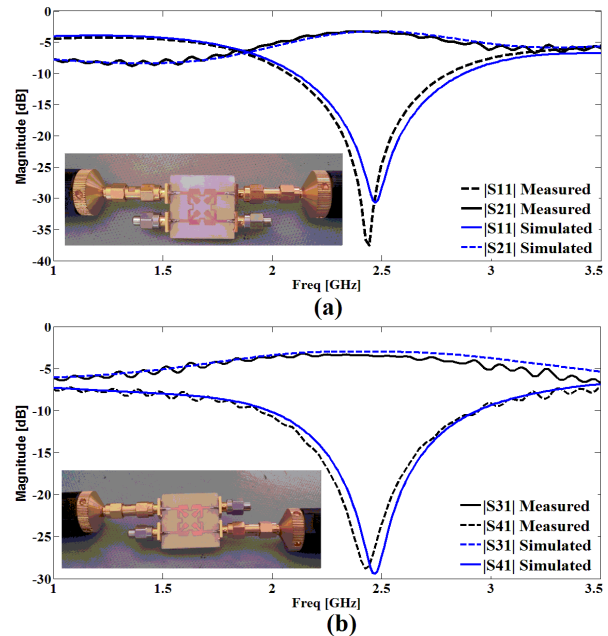 0
-5
-10
-15
-20
-25
-30
-35
-40
Magnitude [dB]
|S11| Measured
|S21| Measured
|S11| Simulated
|S21| Simulated
1 1.5 2 2.5 3 3.5
Freq [GHz]
(a)
0
-5
-10
-15
-20
-25
-30
Magnitude [dB]
|S31| Measured
|S41| Measured
|S31| Simulated
|S41| Simulated
1 1.5 2 2.5 3 3.5
Freq [GHz]
(b)